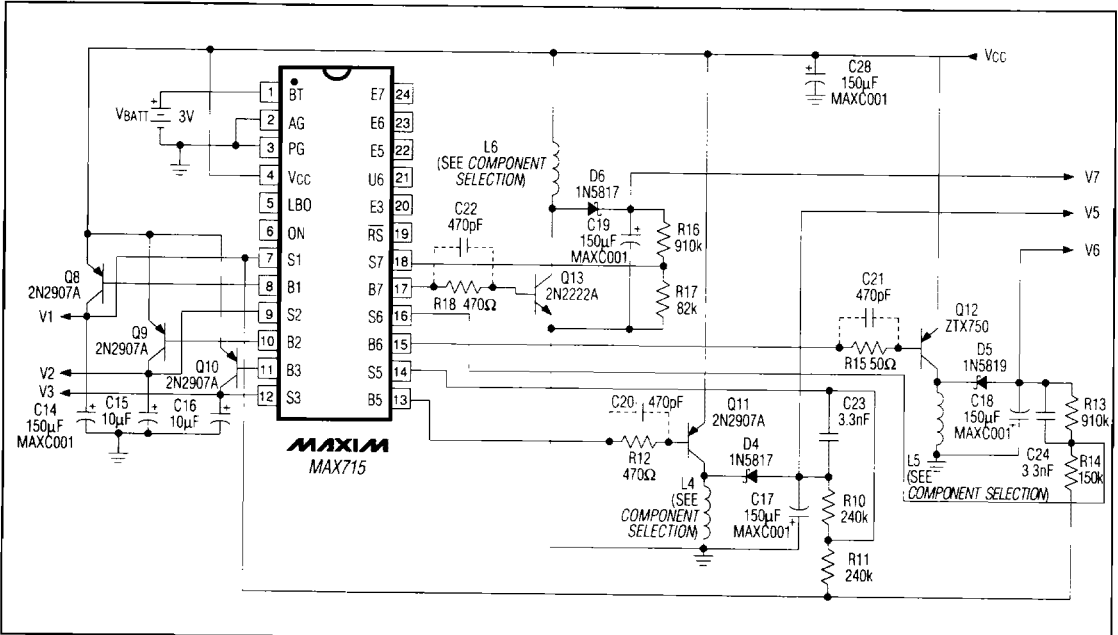 VCC
C28
150µF
MAXC001
1 BT E7 24
2 AG E6 23
3 PG E5 22
4 VCC U6 21
5 LBO E3 20
6 ON RS 19
7 S1 S7 18
8 B1 B7 17
9 S2 S6 16
10 B2 B6 15
11 B3 S5 14
12 S3 B5 13
MAXIM
MAX715
VBATT 3V
Q8
2N2907A
V1
Q9
2N2907A
V2
Q10
2N2907A
V3
C14
150µF
MAXC001
C15
10µF
C16
10µF
L6
(SEE COMPONENT
SELECTION)
D6
1N5817
C22
470pF
C19
150µF
MAXC001
R16
910k
R18 470Ω
Q13
2N2222A
R17
82k
V7
V5
V6
C21
470pF
R15 50Ω
Q12
ZTX750
D5
1N5819
C18
150µF
MAXC001
C24
3 3nF
R13
910k
R14
150k
L5
(SEE
COMPONENT SELECTION)
C20 470pF
R12
470Ω
Q11
2N2907A
D4
1N5817
C23
3.3nF
L4
(SEE
COMPONENT
SELECTION)
C17
150µF
MAXC001
R10
240k
R11
240k